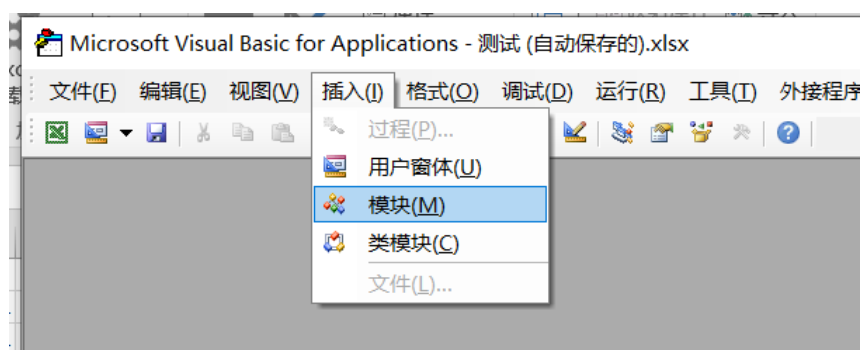 Microsoft Visual Basic for Applications - 测试 (自动保存的).xlsx
文件(F) 编辑(E) 视图(V) 插入(I) 格式(O) 调试(D) 运行(R) 工具(T) 外接程序
过程(P)...
用户窗体(U)
模块(M)
类模块(C)
文件(L)...